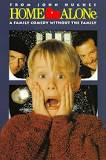 FROM JOHN HUGHES
HOME ALONE
A FAMILY COMEDY WITHOUT THE FAMILY